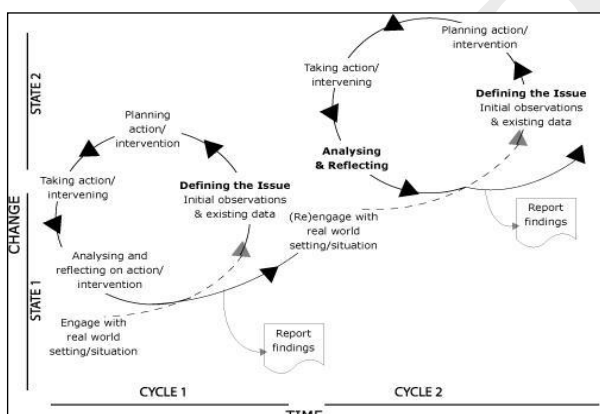 STATE 2
STATE 1
CHANGE
Planning
action/
intervention
Taking action/
intervening
Defining the Issue
Initial observations
& existing data
Analysing and
reflecting on action/
intervention
Engage with
real world
setting/situation
Report
findings
Planning action/
intervention
Taking action/
intervening
Defining the Issue
Initial observations
& existing data
Analysing
& Reflecting
(Re)engage with
real world
setting/situation
Report
findings
CYCLE 1
CYCLE 2
TIME